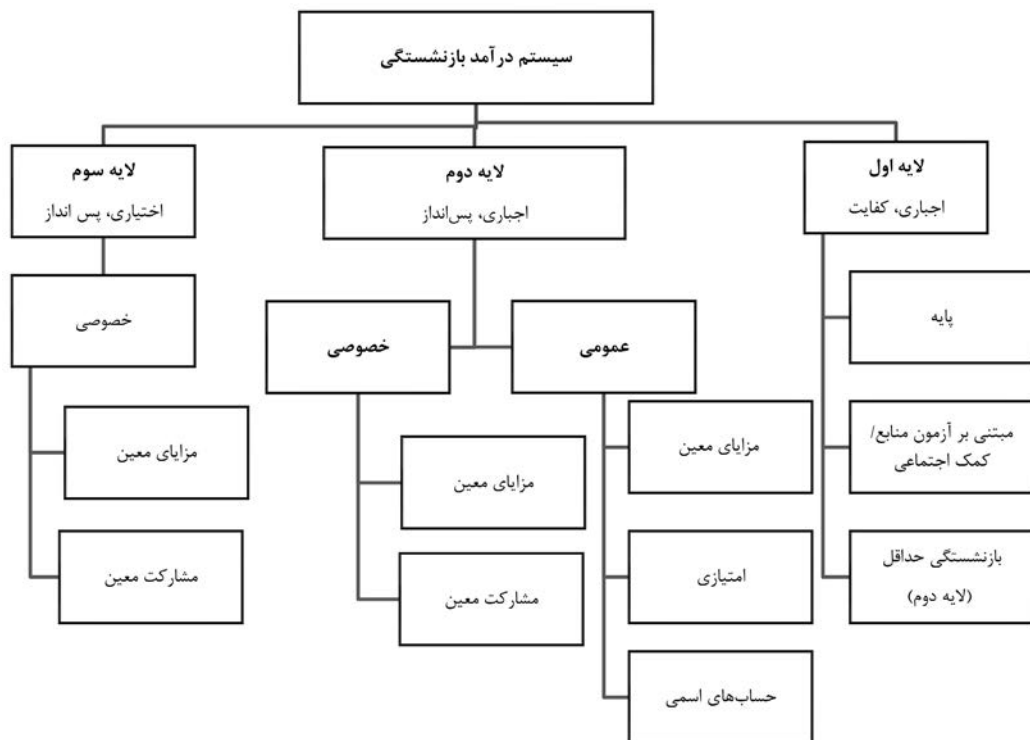 سیستم درآمد بازنشستگی
لایه اول
اجباری، کفایت
پایه
مبتنی بر آزمون منابع/
کمک اجتماعی
بازنشستگی حداقل
(لایه دوم)
لایه دوم
اجباری، پس‌انداز
عمومی
مزایای معین
امتیازی
حساب‌های اسمی
خصوصی
مزایای معین
مشارکت معین
لایه سوم
اختیاری، پس انداز
خصوصی
مزایای معین
مشارکت معین